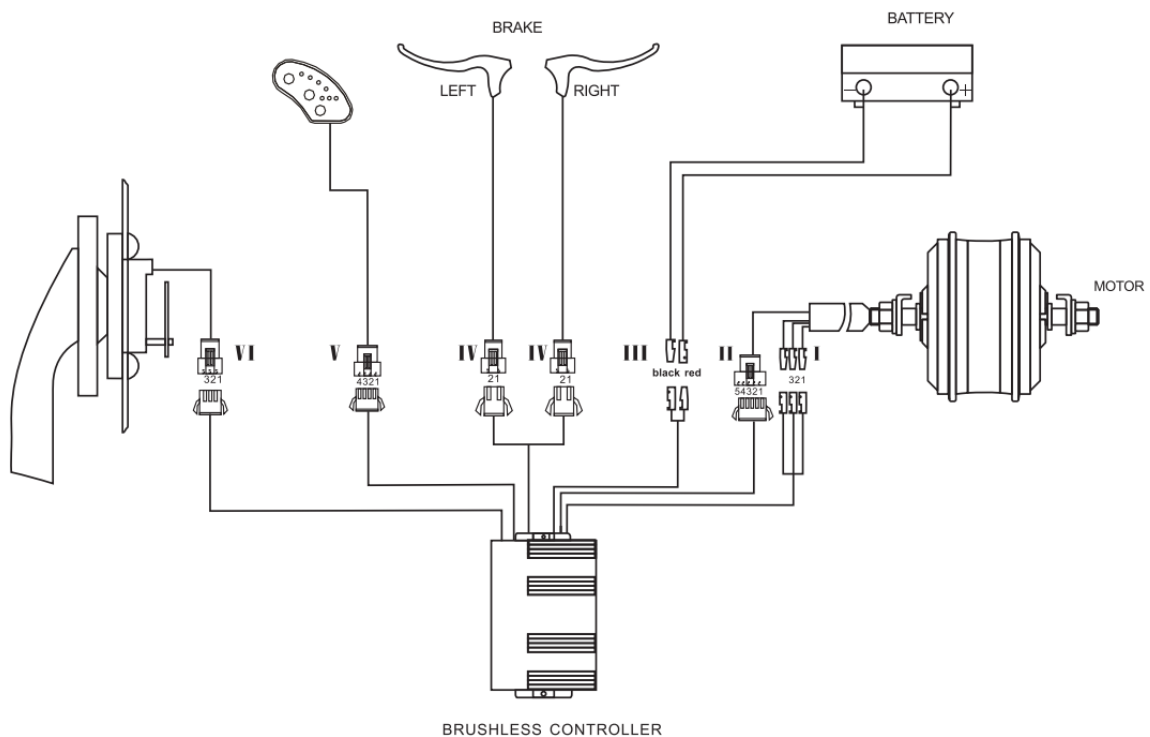 BRAKE
BATTERY
LEFT
RIGHT
− +
MOTOR
VI V IV IV III II I
black red
321 4321 21 21 54321 321
BRUSHLESS CONTROLLER